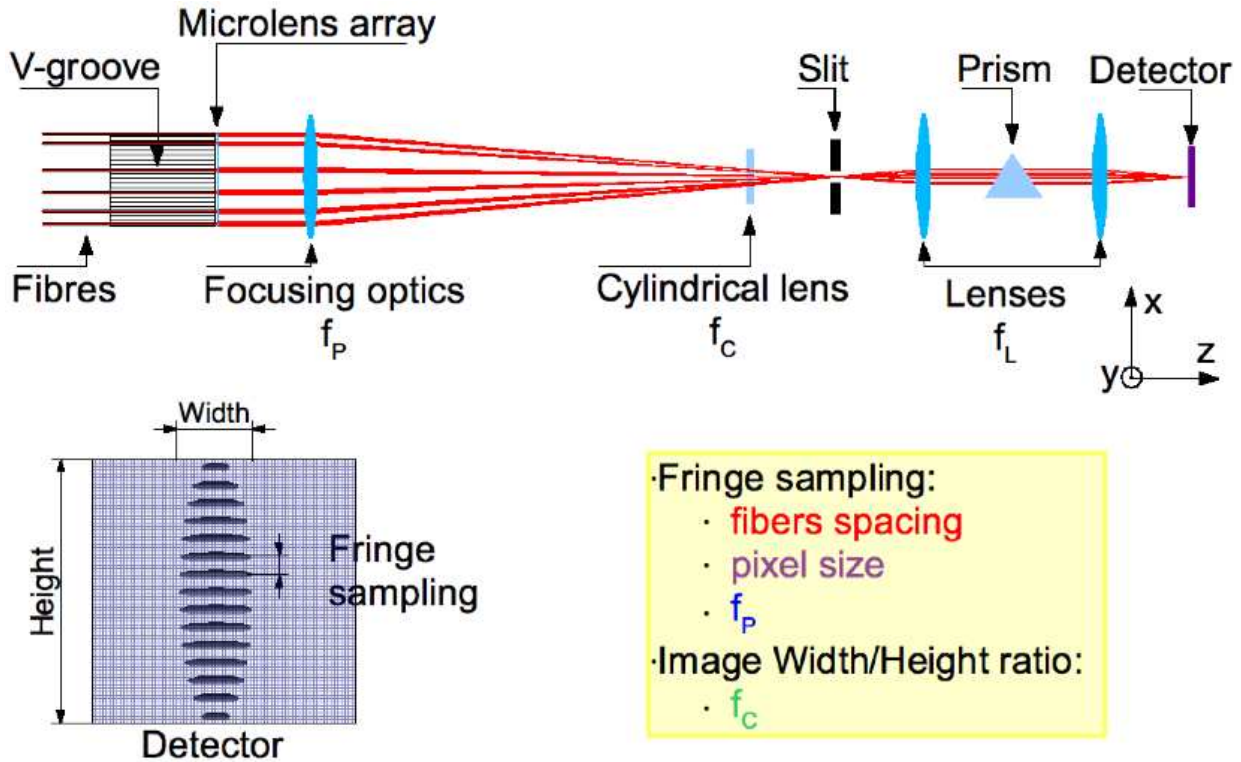 Microlens array
V-groove
Slit
Prism
Detector
Fibres
Focusing optics
f_P
Cylindrical lens
f_C
Lenses
f_L
x
y
z
Width
Height
Fringe
sampling
Detector
·Fringe sampling:
· fibers spacing
· pixel size
· f_P
·Image Width/Height ratio:
· f_C